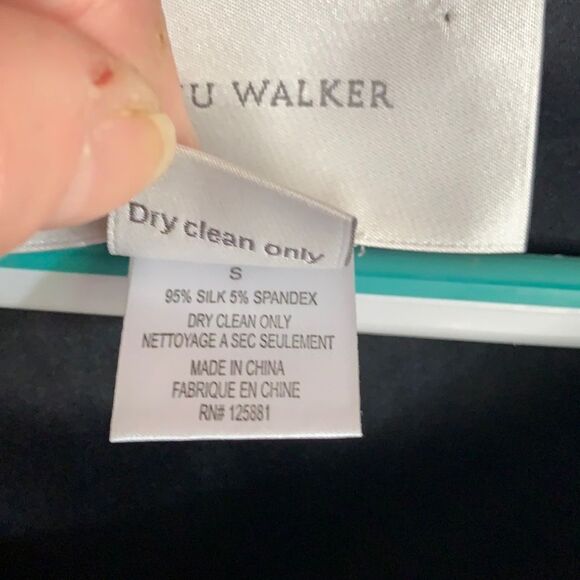 WALKER
Dry clean only
S
95% SILK 5% SPANDEX
DRY CLEAN ONLY
NETTOYAGE A SEC SEULEMENT
MADE IN CHINA
FABRIQUE EN CHINE
RN# 125881